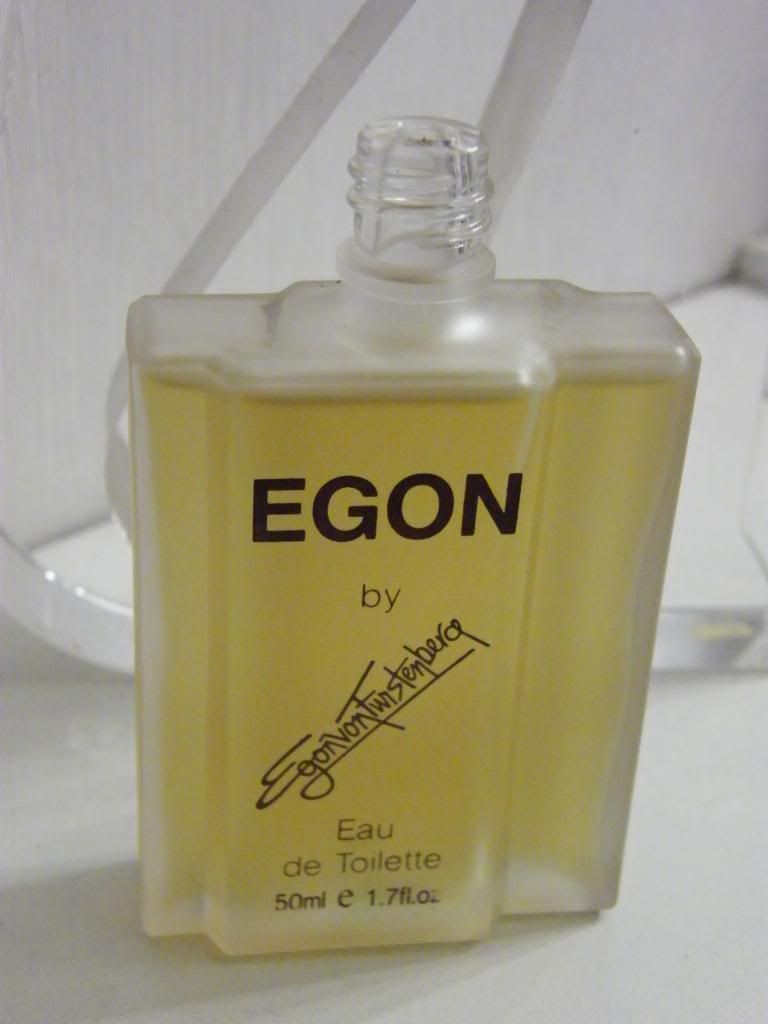 EGON
by
Egon von Furstenberg
Eau
de Toilette
50ml e 1.7fl.oz